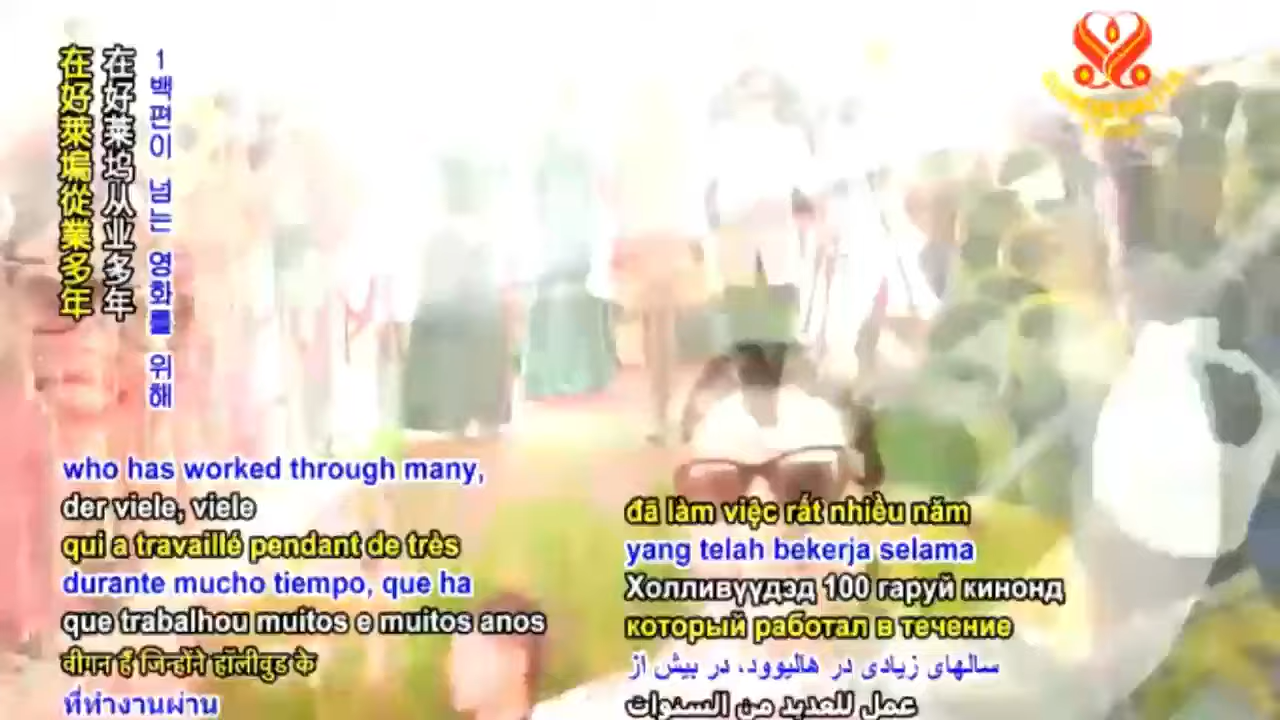 在好萊塢從業多年
在好莱坞从业多年
1백편이 넘는 영화를 위해
who has worked through many,
der viele, viele
qui a travaillé pendant de très
durante mucho tiempo, que ha
que trabalhou muitos e muitos anos
वीगन हैं जिन्होंने हॉलीवुड के
ที่ทำงานผ่าน
đã làm việc rất nhiều năm
yang telah bekerja selama
Холливүүдэд 100 гаруй кинонд
который работал в течение
سالهای زیادی در هالیوود، در بیش از
عمل للعديد من السنوات